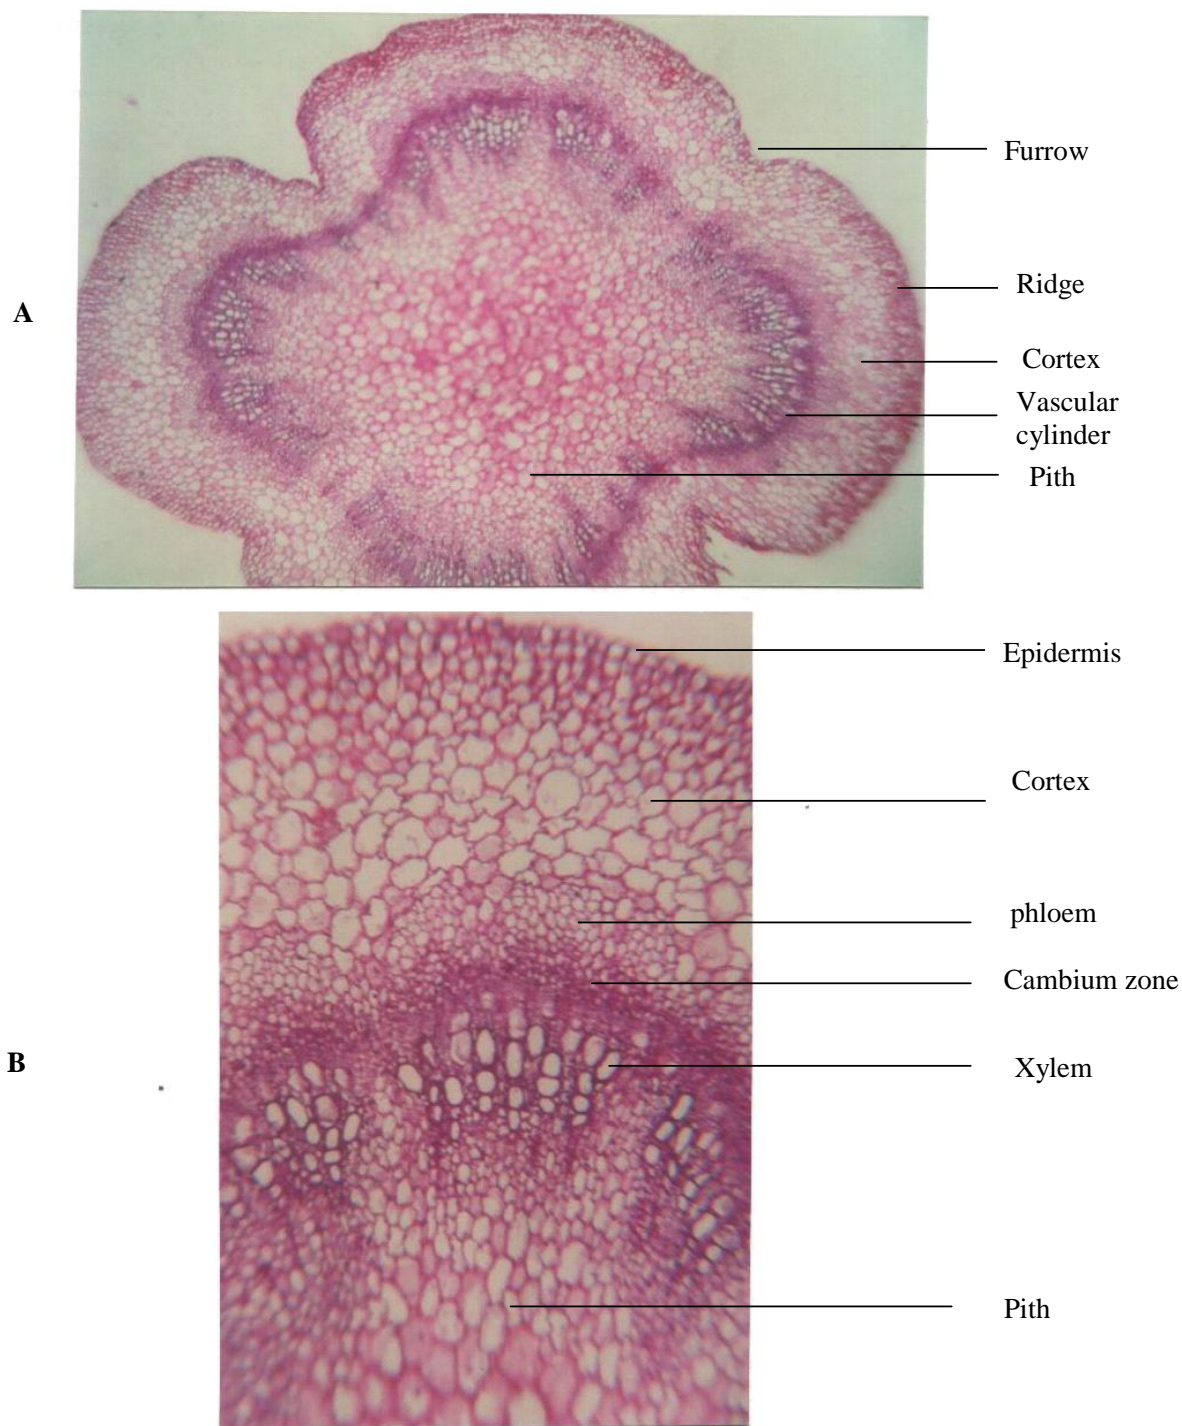 Furrow
Ridge
A
Cortex
Vascular
cylinder
Pith
Epidermis
Cortex
phloem
Cambium zone
B
Xylem
Pith